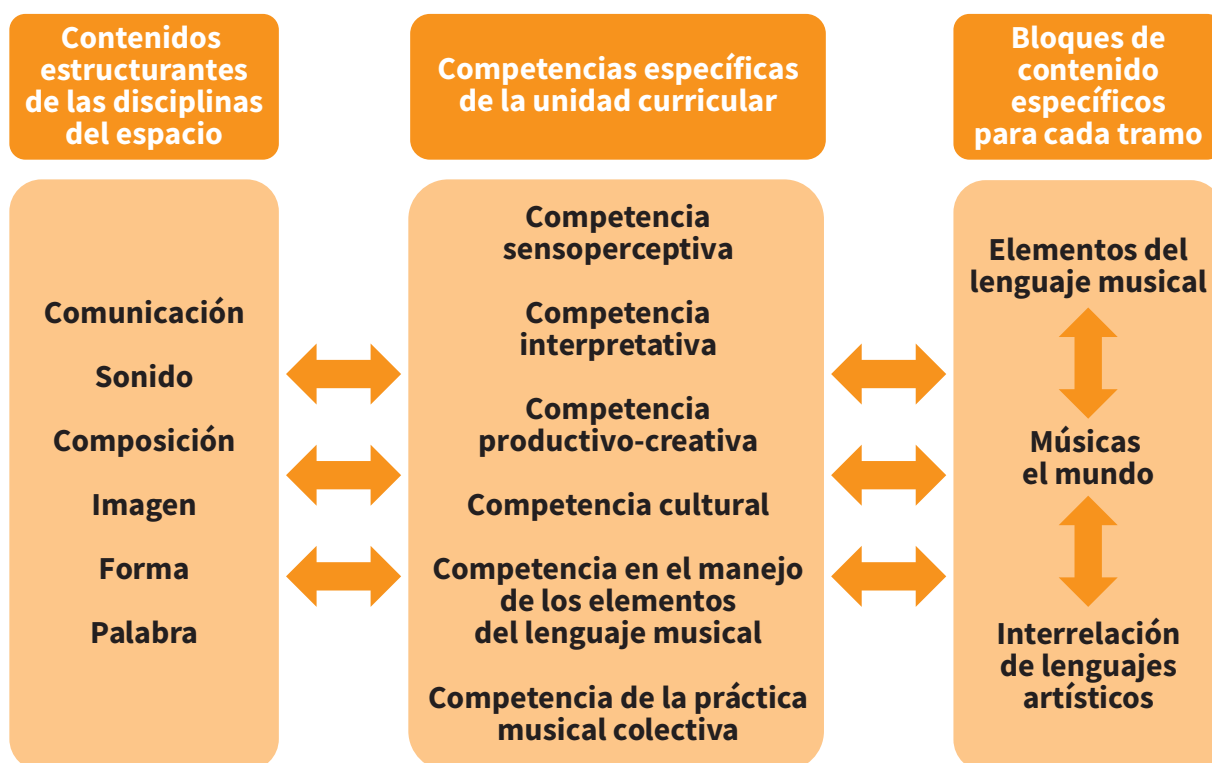 Contenidos
estructurantes
de las disciplinas
del espacio
Competencias específicas
de la unidad curricular
Bloques de
contenido
específicos
para cada tramo
Comunicación
Sonido
Composición
Imagen
Forma
Palabra
Competencia
sensoperceptiva
Competencia
interpretativa
Competencia
productivo-creativa
Competencia cultural
Competencia en el manejo
de los elementos
del lenguaje musical
Competencia de la práctica
musical colectiva
Elementos del
lenguaje musical
Músicas
el mundo
Interrelación
de lenguajes
artísticos